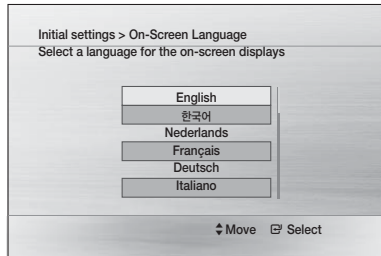 Initial settings > On-Screen Language
Select a language for the on-screen displays
English
한국어
Nederlands
Français
Deutsch
Italiano
Move Select